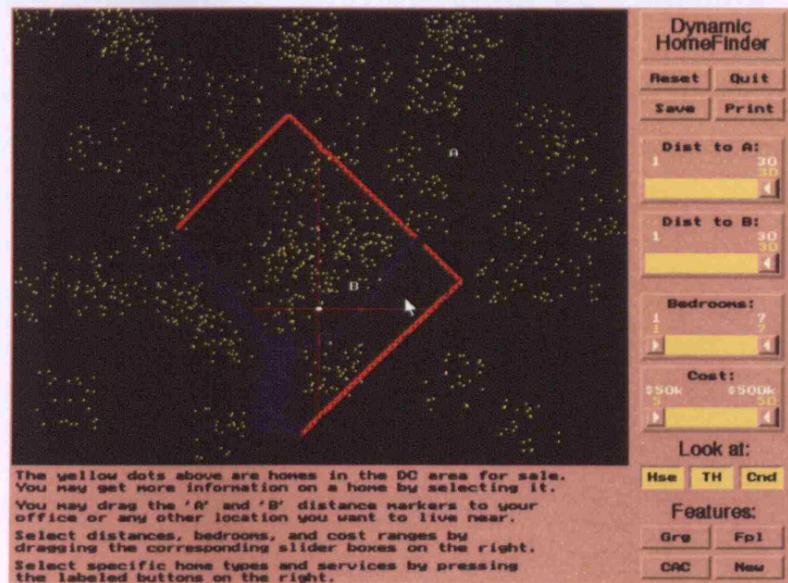 Dynamic
HomeFinder
Reset Quit
Save Print
A
Dist to A:
1 30
30
Dist to B:
1 30
30
B
Bedrooms:
1 7
1 7
Cost:
$50k $500k
5 50
Look at:
Hse TH Cnd
Features:
Grg Fpl
CAC New
The yellow dots above are homes in the DC area for sale.
You may get more information on a home by selecting it.
You may drag the 'A' and 'B' distance markers to your
office or any other location you want to live near.
Select distances, bedrooms, and cost ranges by
dragging the corresponding slider boxes on the right.
Select specific home types and services by pressing
the labeled buttons on the right.